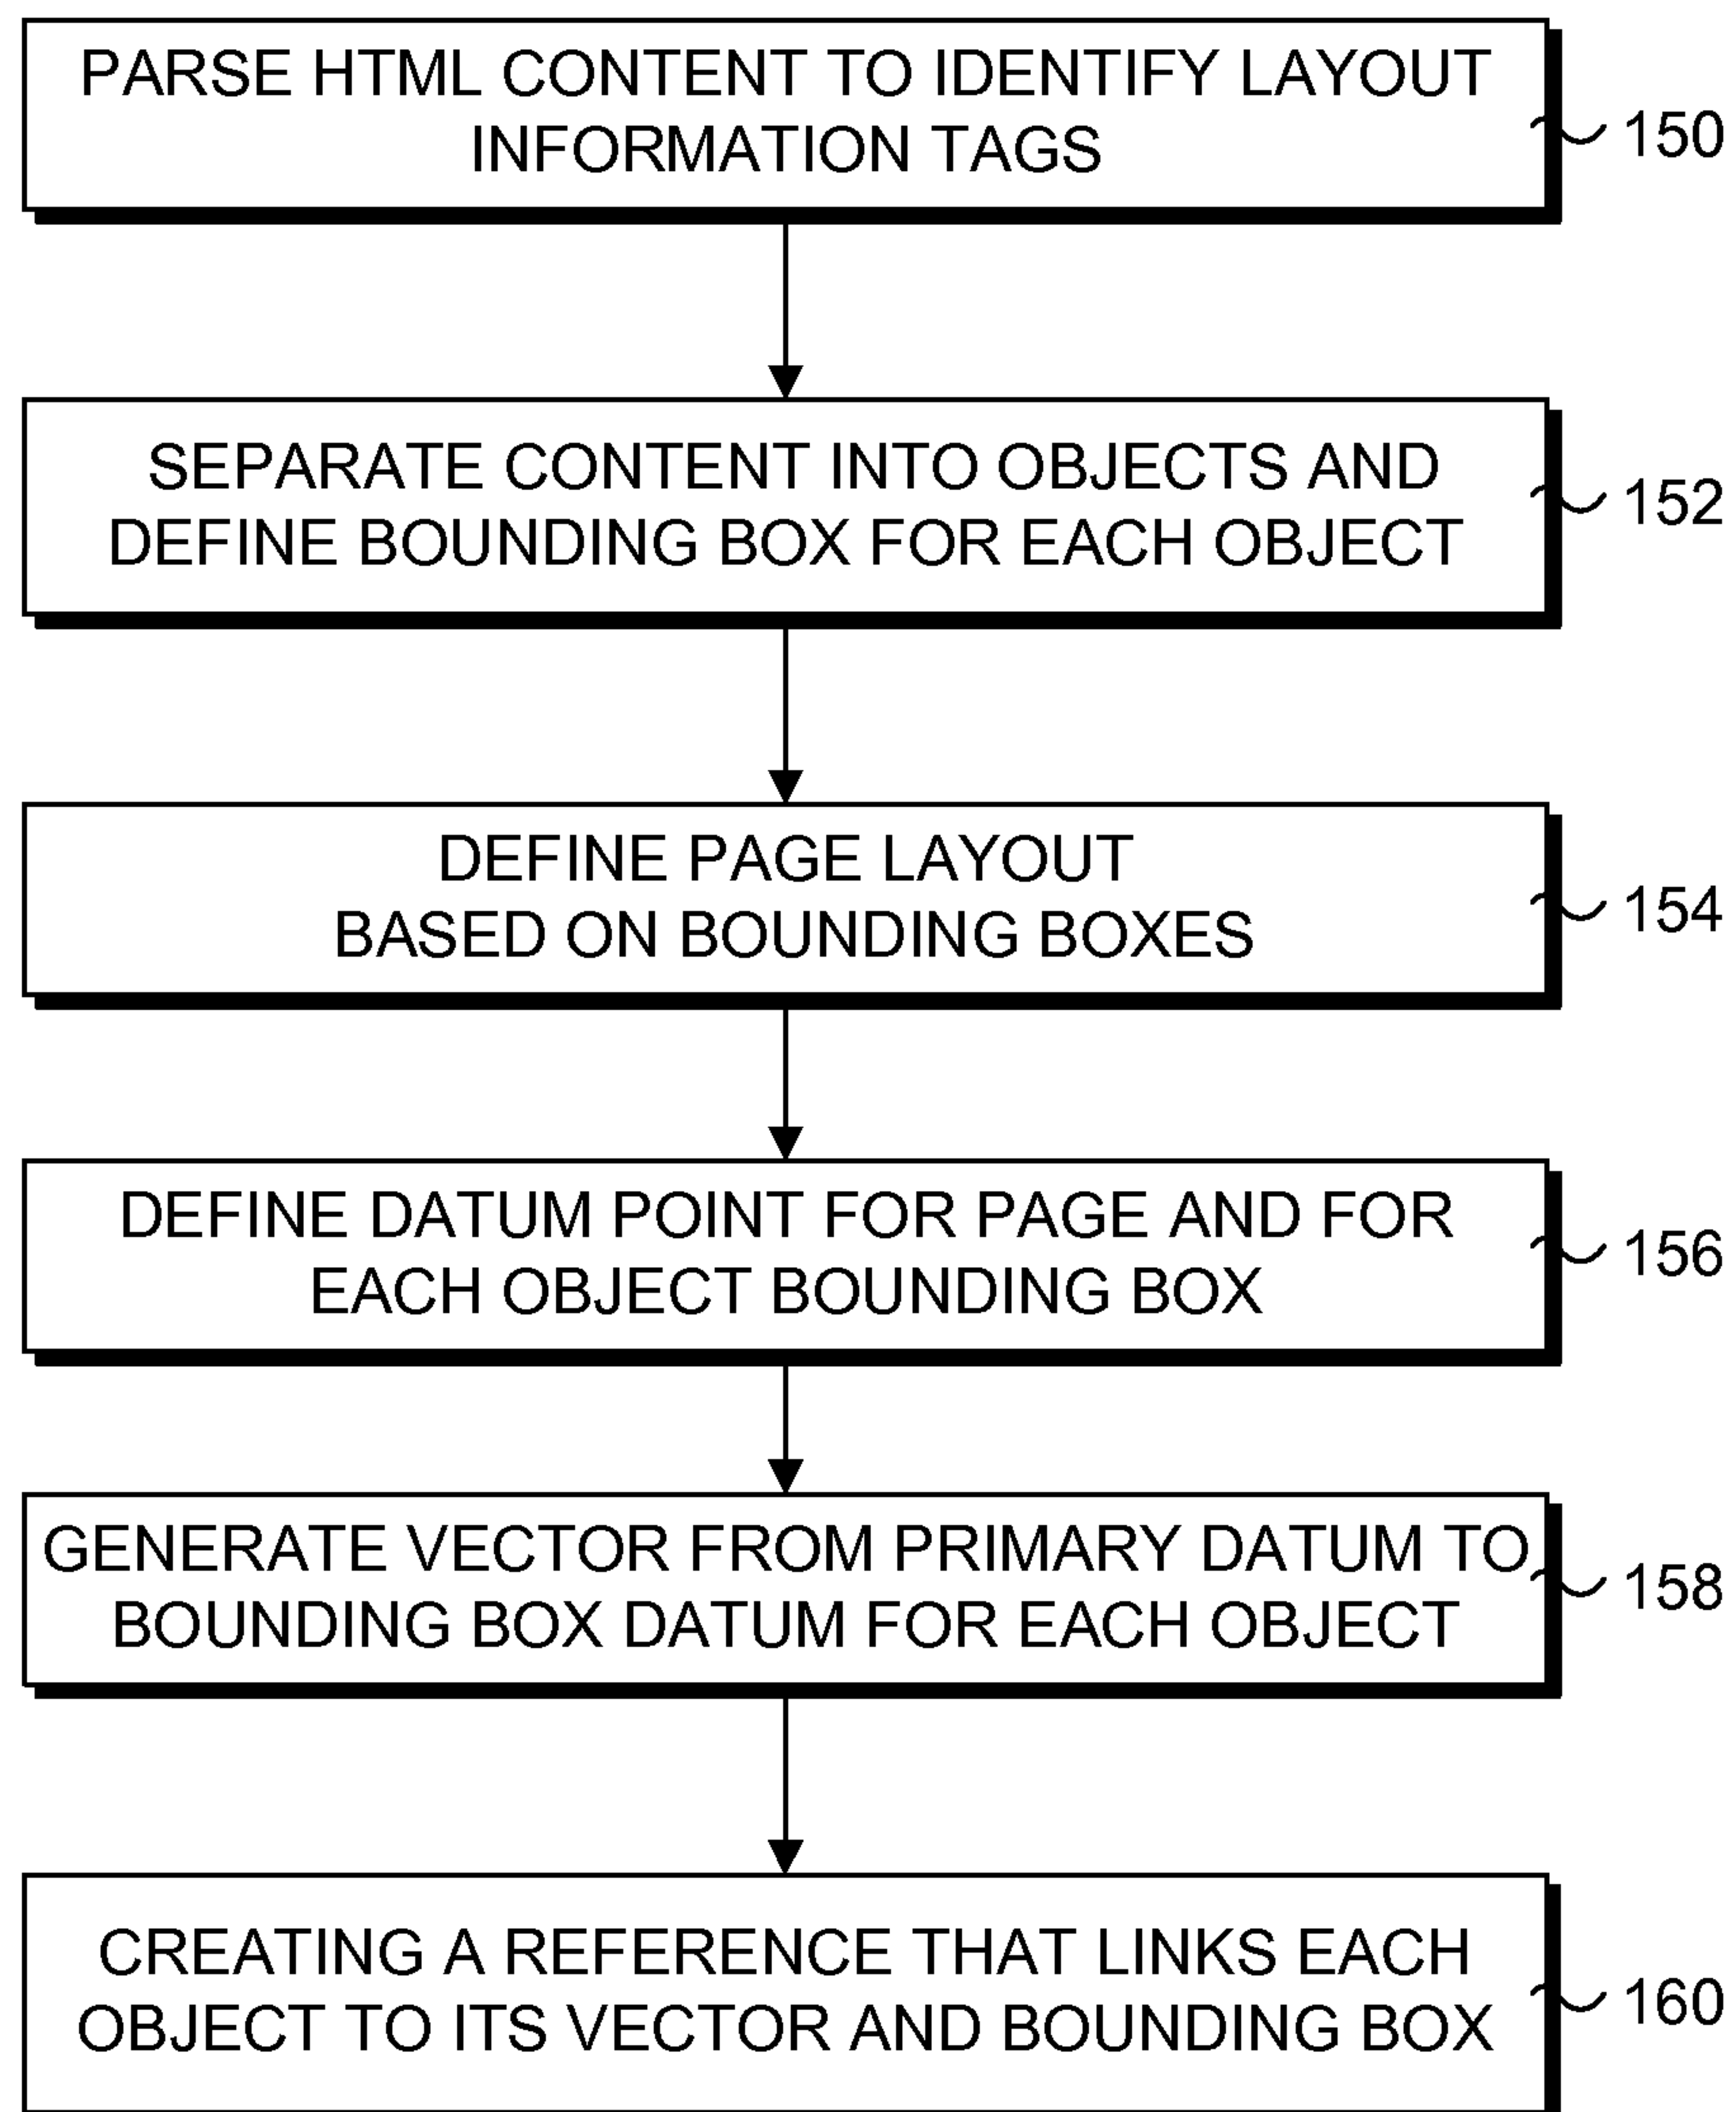 PARSE HTML CONTENT TO IDENTIFY LAYOUT
INFORMATION TAGS
150
SEPARATE CONTENT INTO OBJECTS AND
DEFINE BOUNDING BOX FOR EACH OBJECT
152
DEFINE PAGE LAYOUT
BASED ON BOUNDING BOXES
154
DEFINE DATUM POINT FOR PAGE AND FOR
EACH OBJECT BOUNDING BOX
156
GENERATE VECTOR FROM PRIMARY DATUM TO
BOUNDING BOX DATUM FOR EACH OBJECT
158
CREATING A REFERENCE THAT LINKS EACH
OBJECT TO ITS VECTOR AND BOUNDING BOX
160